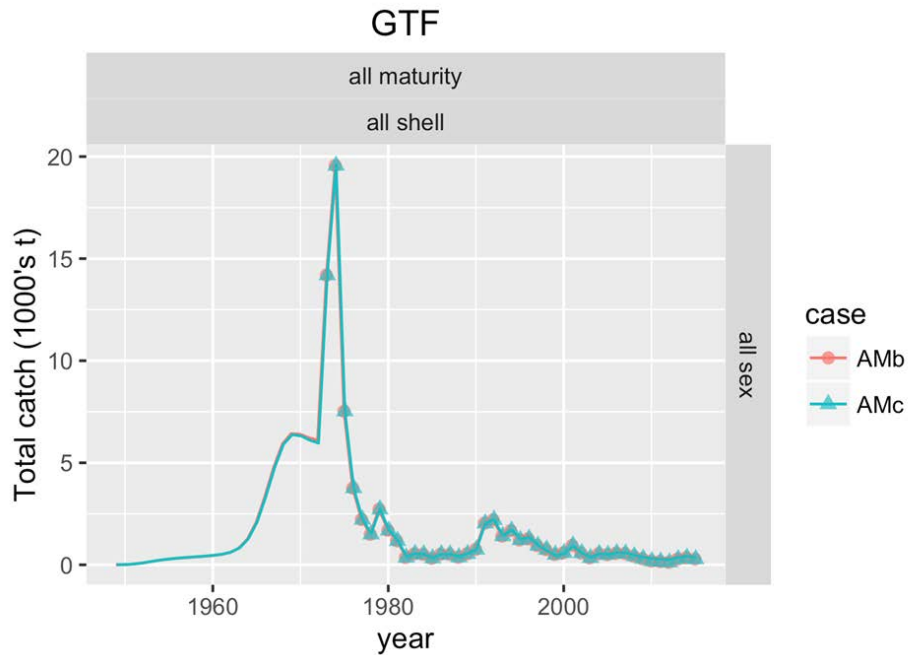 GTF
all maturity
all shell
20
15
10
5
0
Total catch (1000's t)
1960 1980 2000
year
all sex
case
AMb
AMc